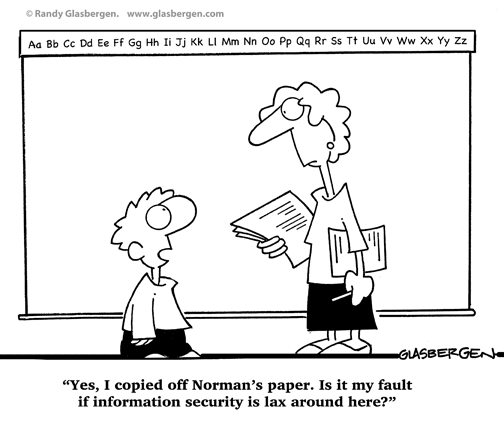 © Randy Glasbergen. www.glasbergen.com
Aa Bb Cc Dd Ee Ff Gg Hh Ii Jj Kk Ll Mm Nn Oo Pp Qq Rr Ss Tt Uu Vv Ww Xx Yy Zz
GLASBERGEN
“Yes, I copied off Norman’s paper. Is it my fault
if information security is lax around here?”